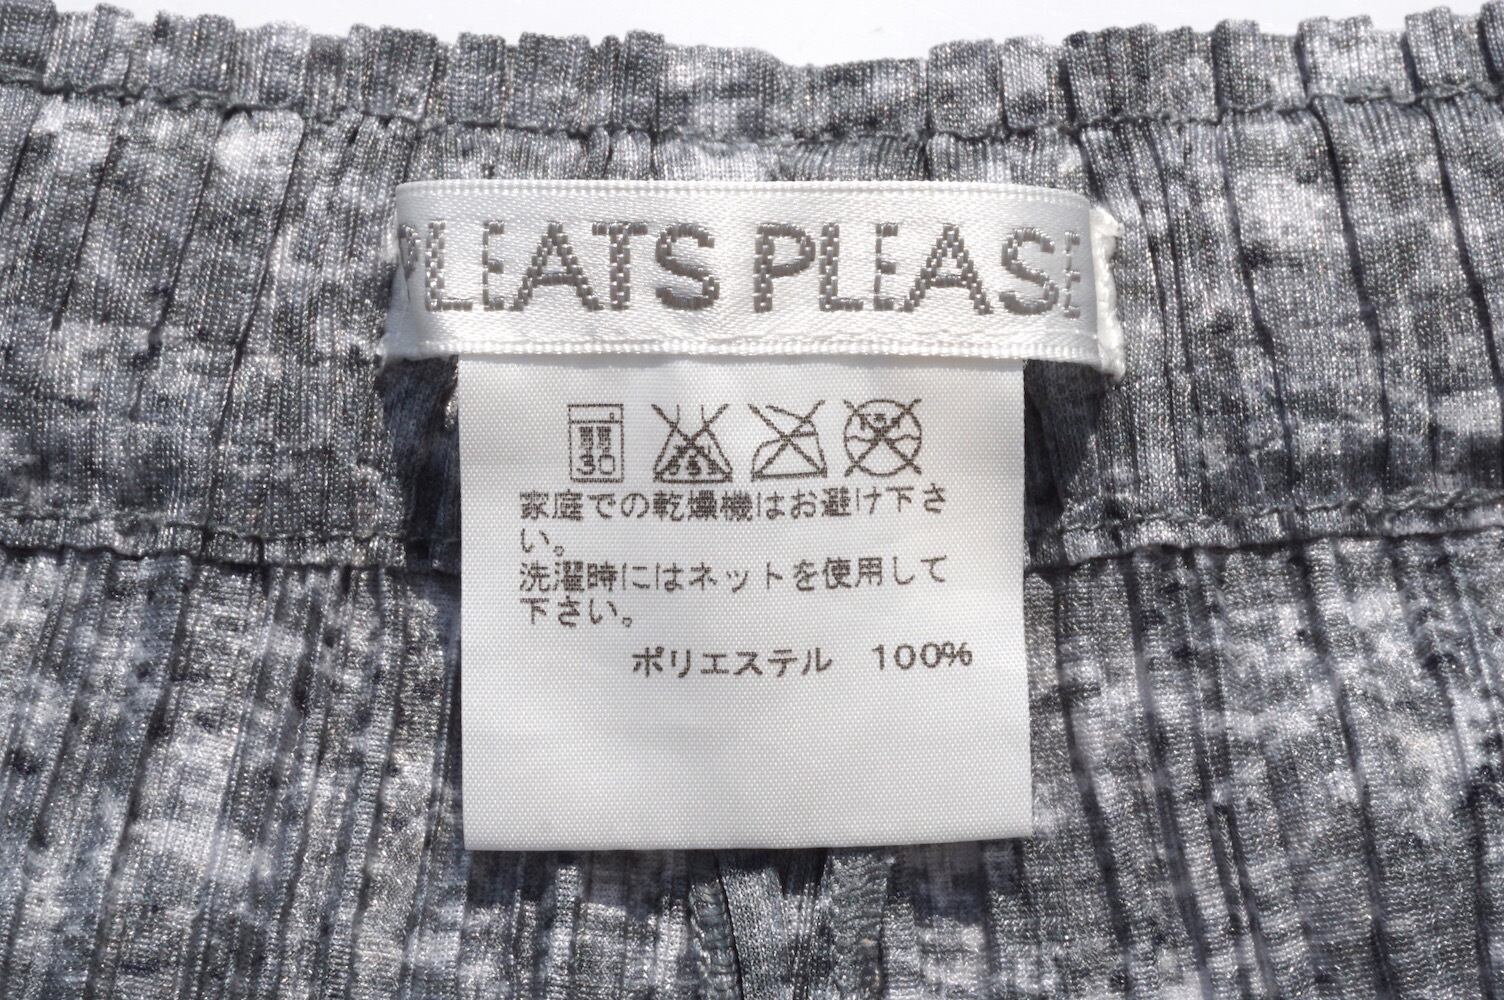 PLEATS PLEASE
30
家庭での乾燥機はお避け下さ
い。
洗濯時にはネットを使用して
下さい。
ポリエステル 100%